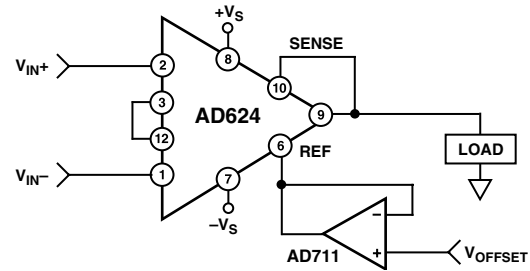 +VS
SENSE
VIN+
2
8
10
3
AD624
9
12
6
REF
LOAD
VIN–
1
7
–VS
–
AD711
+
VOFFSET